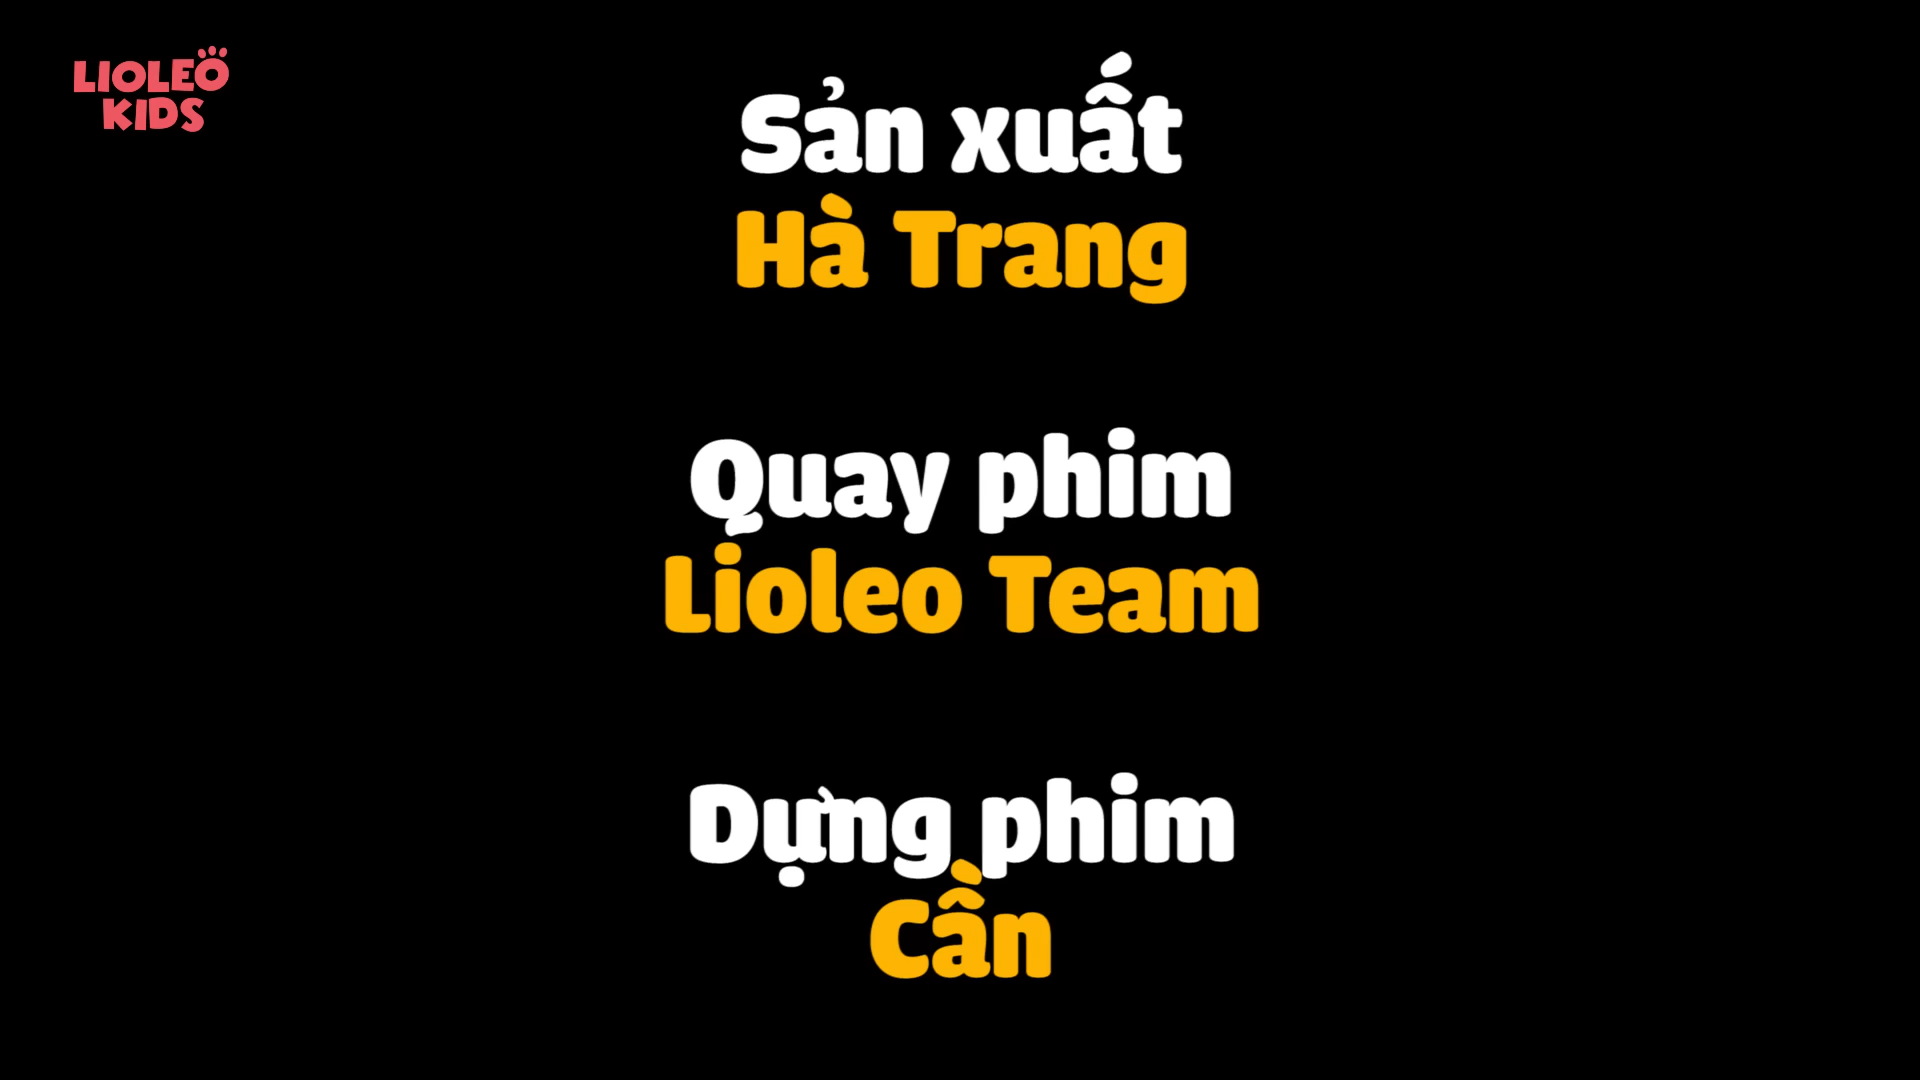 LIOLEO
KIDS
Sản xuất
Hà Trang
Quay phim
Lioleo Team
Dựng phim
Cần